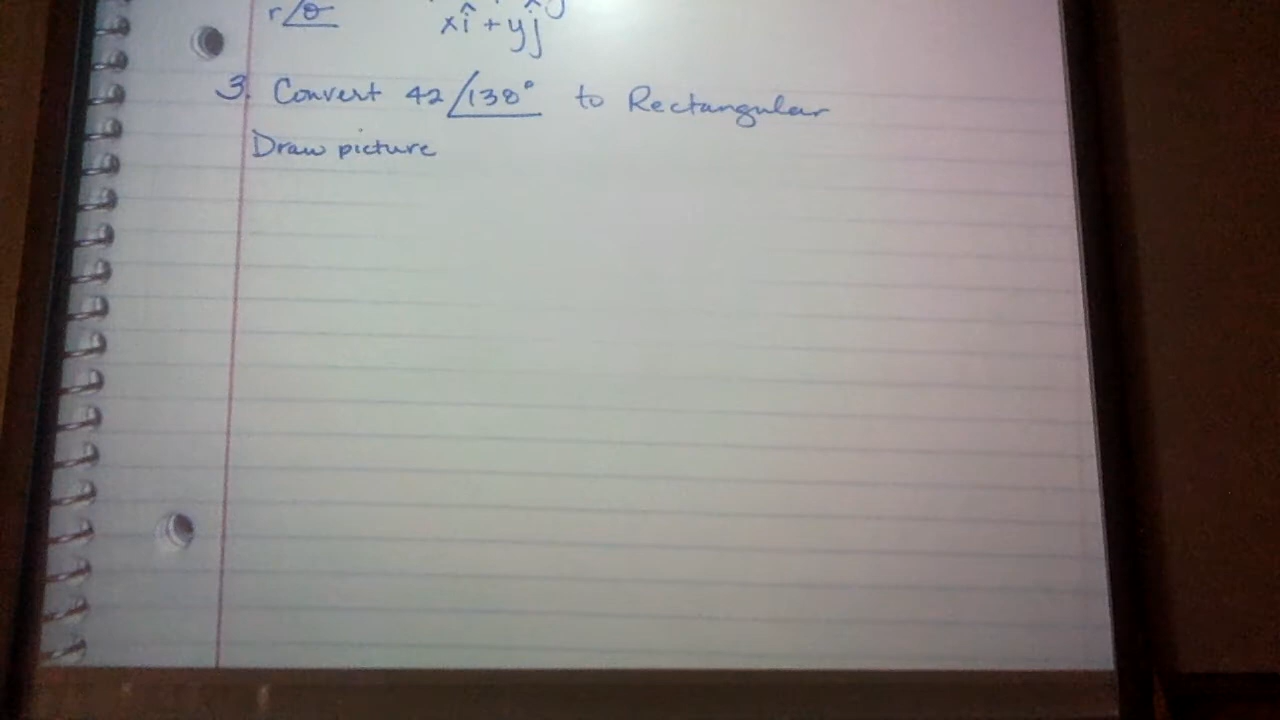 r∠θ xî + yĵ
3. Convert 42∠138° to Rectangular
Draw picture